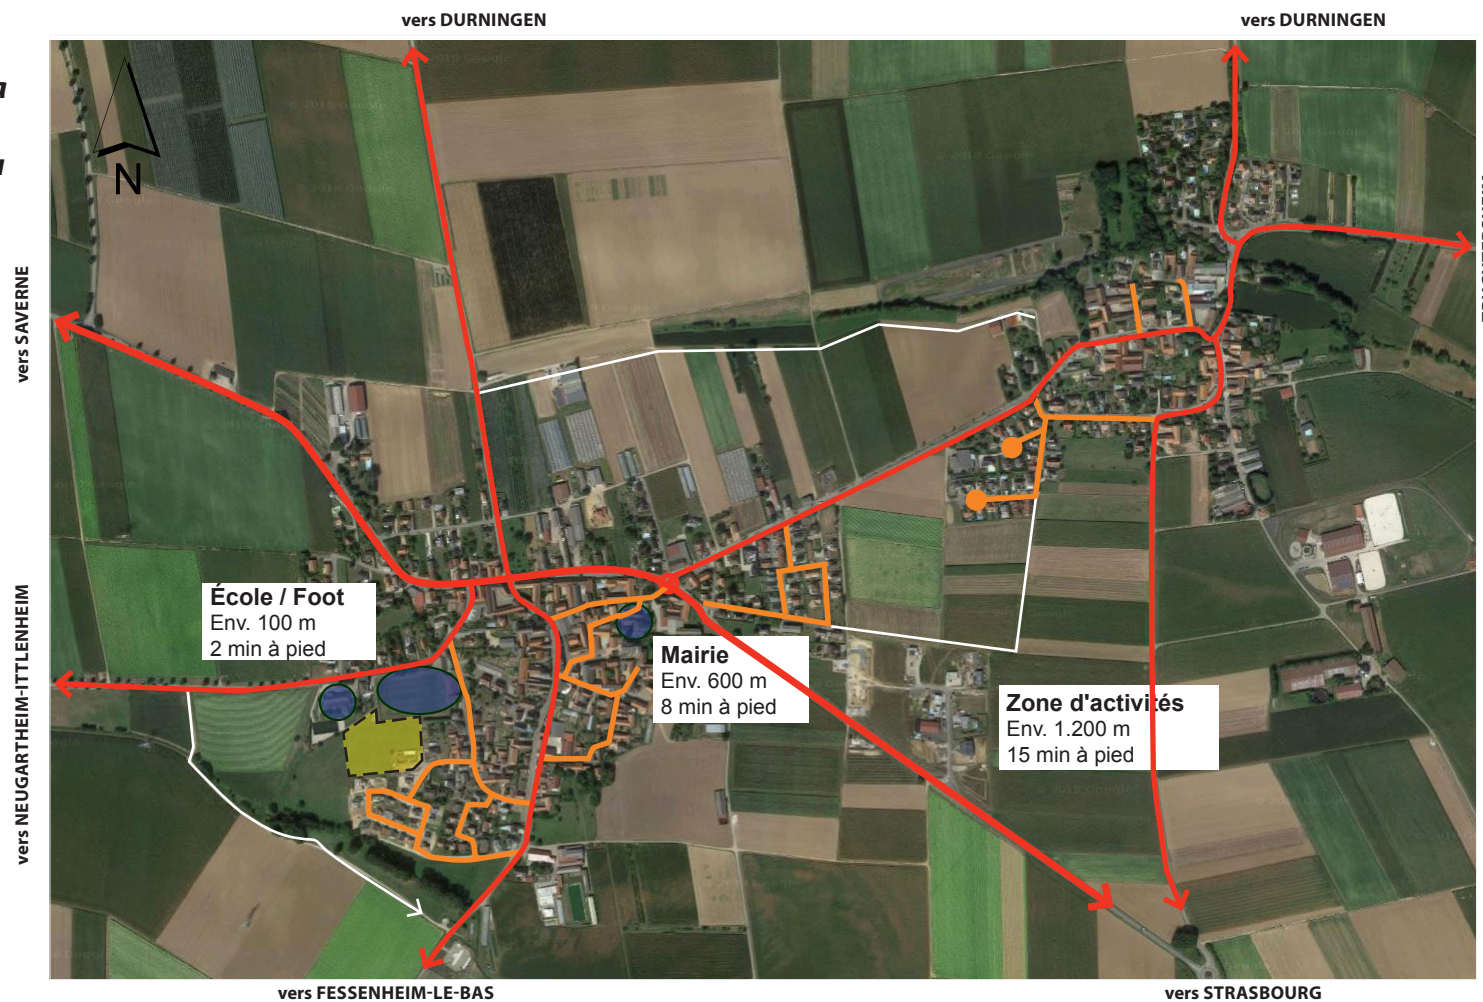 vers DURNINGEN
vers DURNINGEN
N
vers SAVERNE
École / Foot
Env. 100 m
2 min à pied
Mairie
Env. 600 m
8 min à pied
Zone d'activités
Env. 1.200 m
15 min à pied
vers NEUGARTHEIM-ITTLENHEIM
vers FESSENHEIM-LE-BAS
vers STRASBOURG